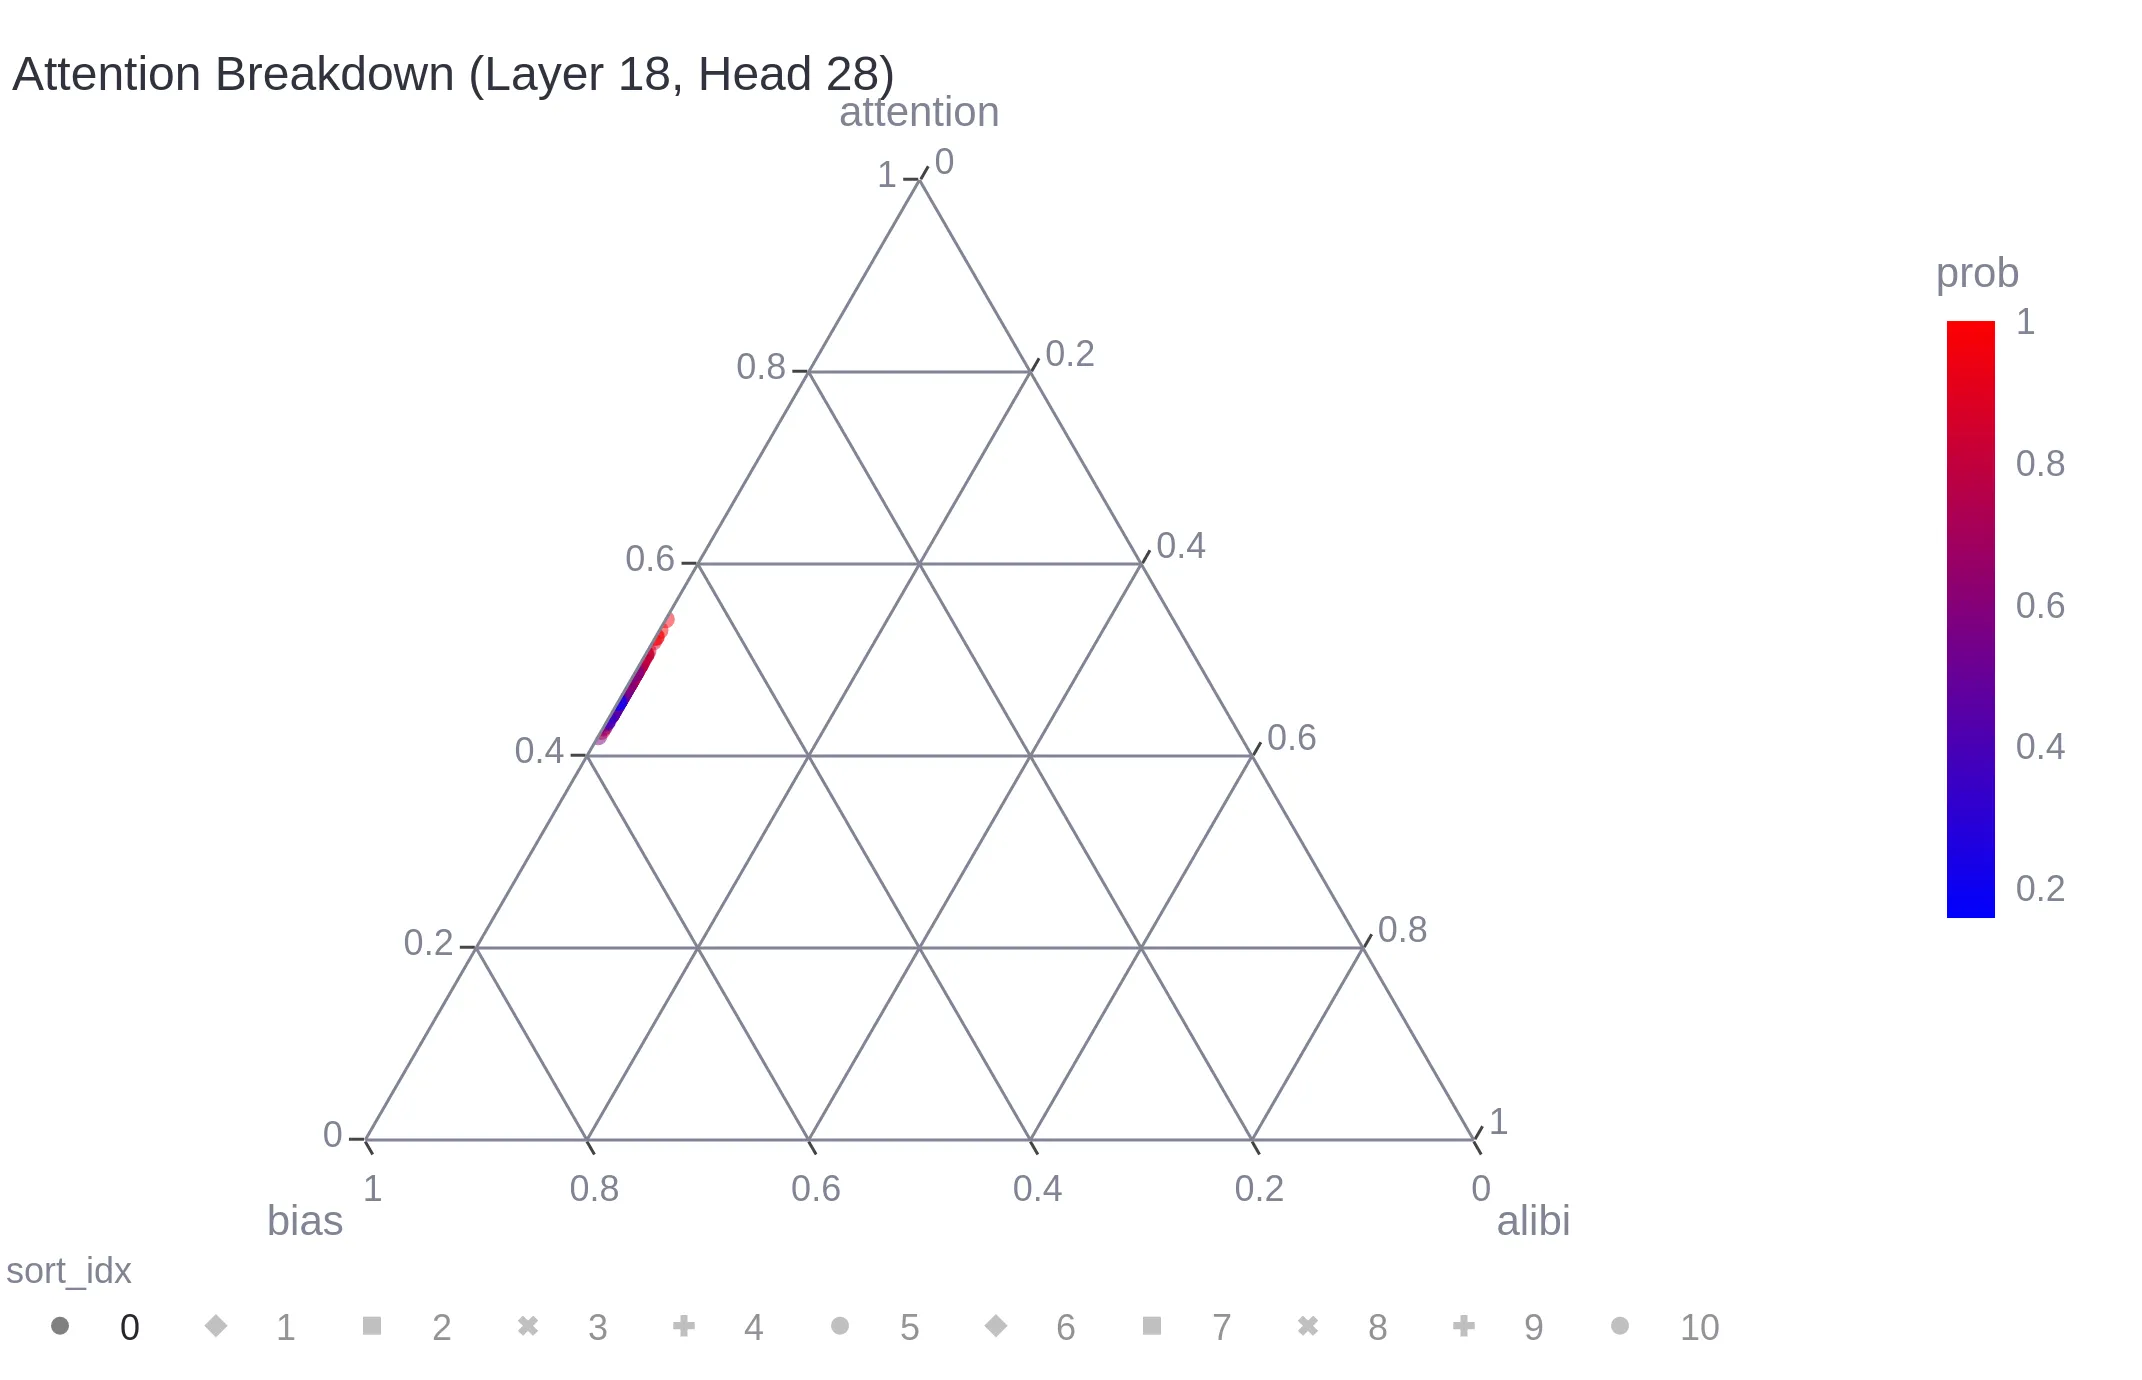 Attention Breakdown (Layer 18, Head 28)
attention
1 0
0.8 0.2
0.6 0.4
0.4 0.6
0.2 0.8
0 1
1 0.8 0.6 0.4 0.2 0
bias alibi
prob
1
0.8
0.6
0.4
0.2
sort_idx
0 1 2 3 4 5 6 7 8 9 10